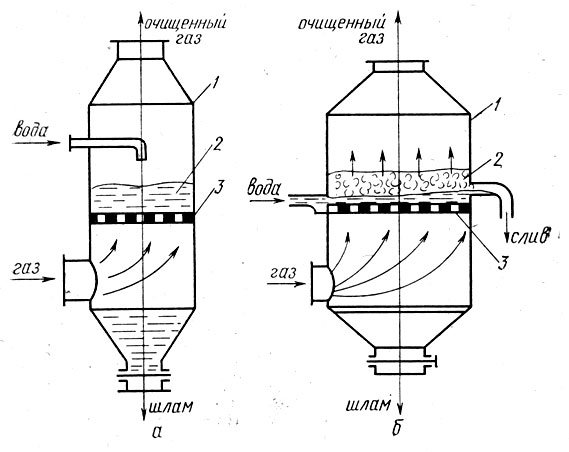 очищенный
газ
1
вода
2
3
газ
шлам
а
очищенный
газ
1
2
вода
слив
3
газ
шлам
б